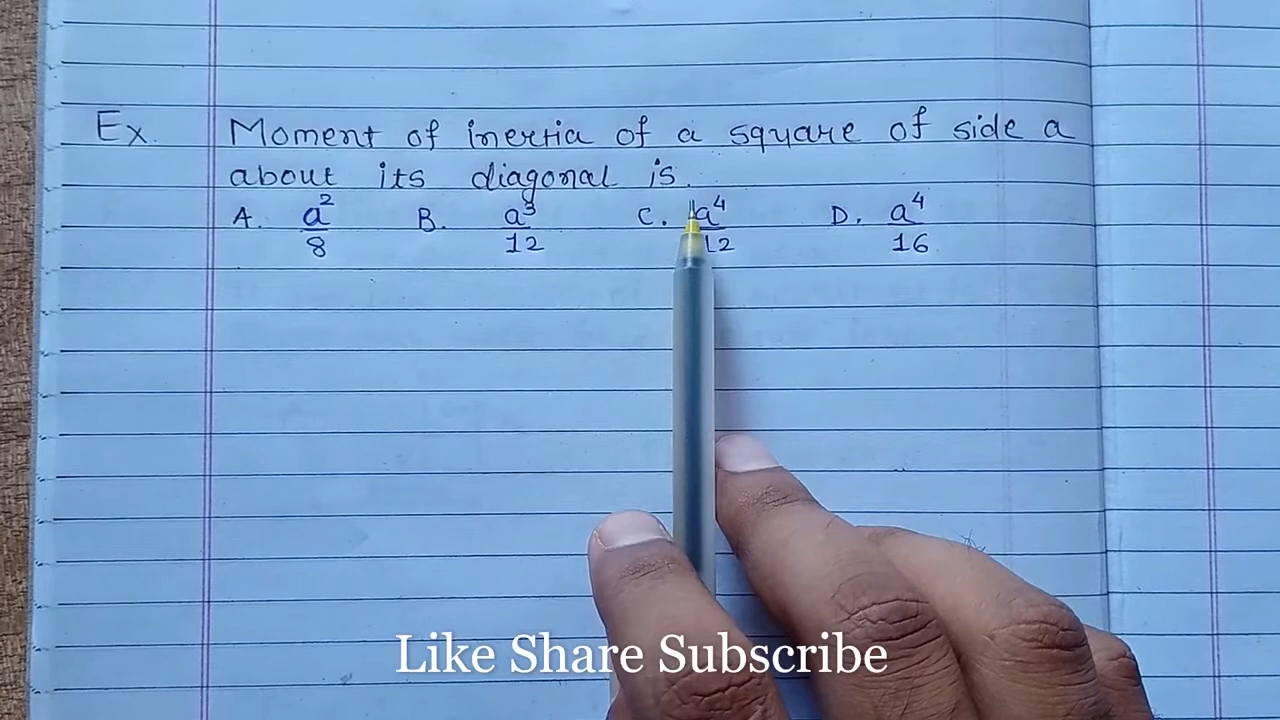 Ex. Moment of inertia of a square of side a
about its diagonal is.
A. a²/8 B. a³/12 C. a⁴/12 D. a⁴/16
Like Share Subscribe